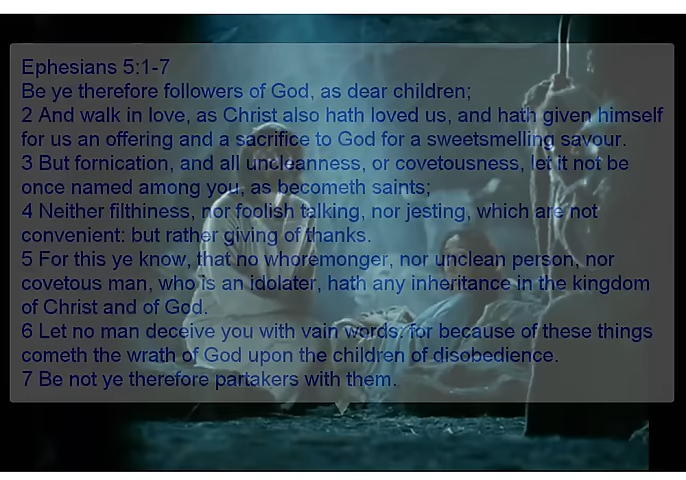 Ephesians 5:1-7
Be ye therefore followers of God, as dear children;
2 And walk in love, as Christ also hath loved us, and hath given himself
for us an offering and a sacrifice to God for a sweetsmelling savour.
3 But fornication, and all uncleanness, or covetousness, let it not be
once named among you, as becometh saints;
4 Neither filthiness, nor foolish talking, nor jesting, which are not
convenient: but rather giving of thanks.
5 For this ye know, that no whoremonger, nor unclean person, nor
covetous man, who is an idolater, hath any inheritance in the kingdom
of Christ and of God.
6 Let no man deceive you with vain words: for because of these things
cometh the wrath of God upon the children of disobedience.
7 Be not ye therefore partakers with them.